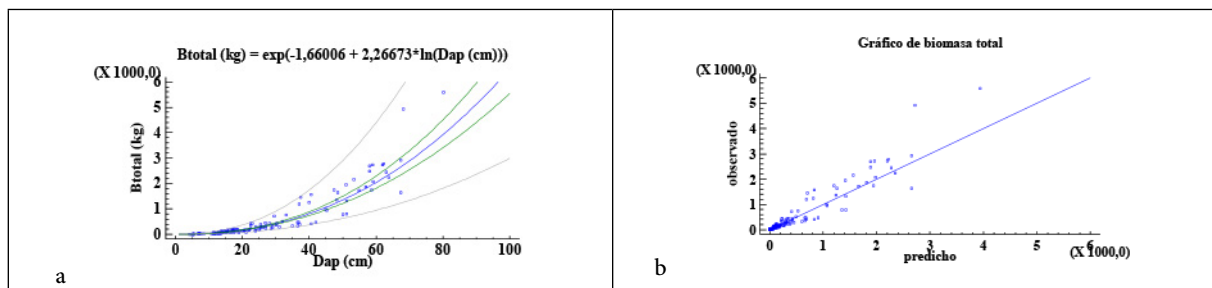 Btotal (kg) = exp(-1,66006 + 2,26673*ln(Dap (cm)))
(X 1000,0)
6
5
4
3
2
1
0
Btotal (kg)
0 20 40 60 80 100
Dap (cm)
a
Gráfico de biomasa total
(X 1000,0)
6
5
4
3
2
1
0
observado
0 1 2 3 4 5 6
predicho
(X 1000,0)
b